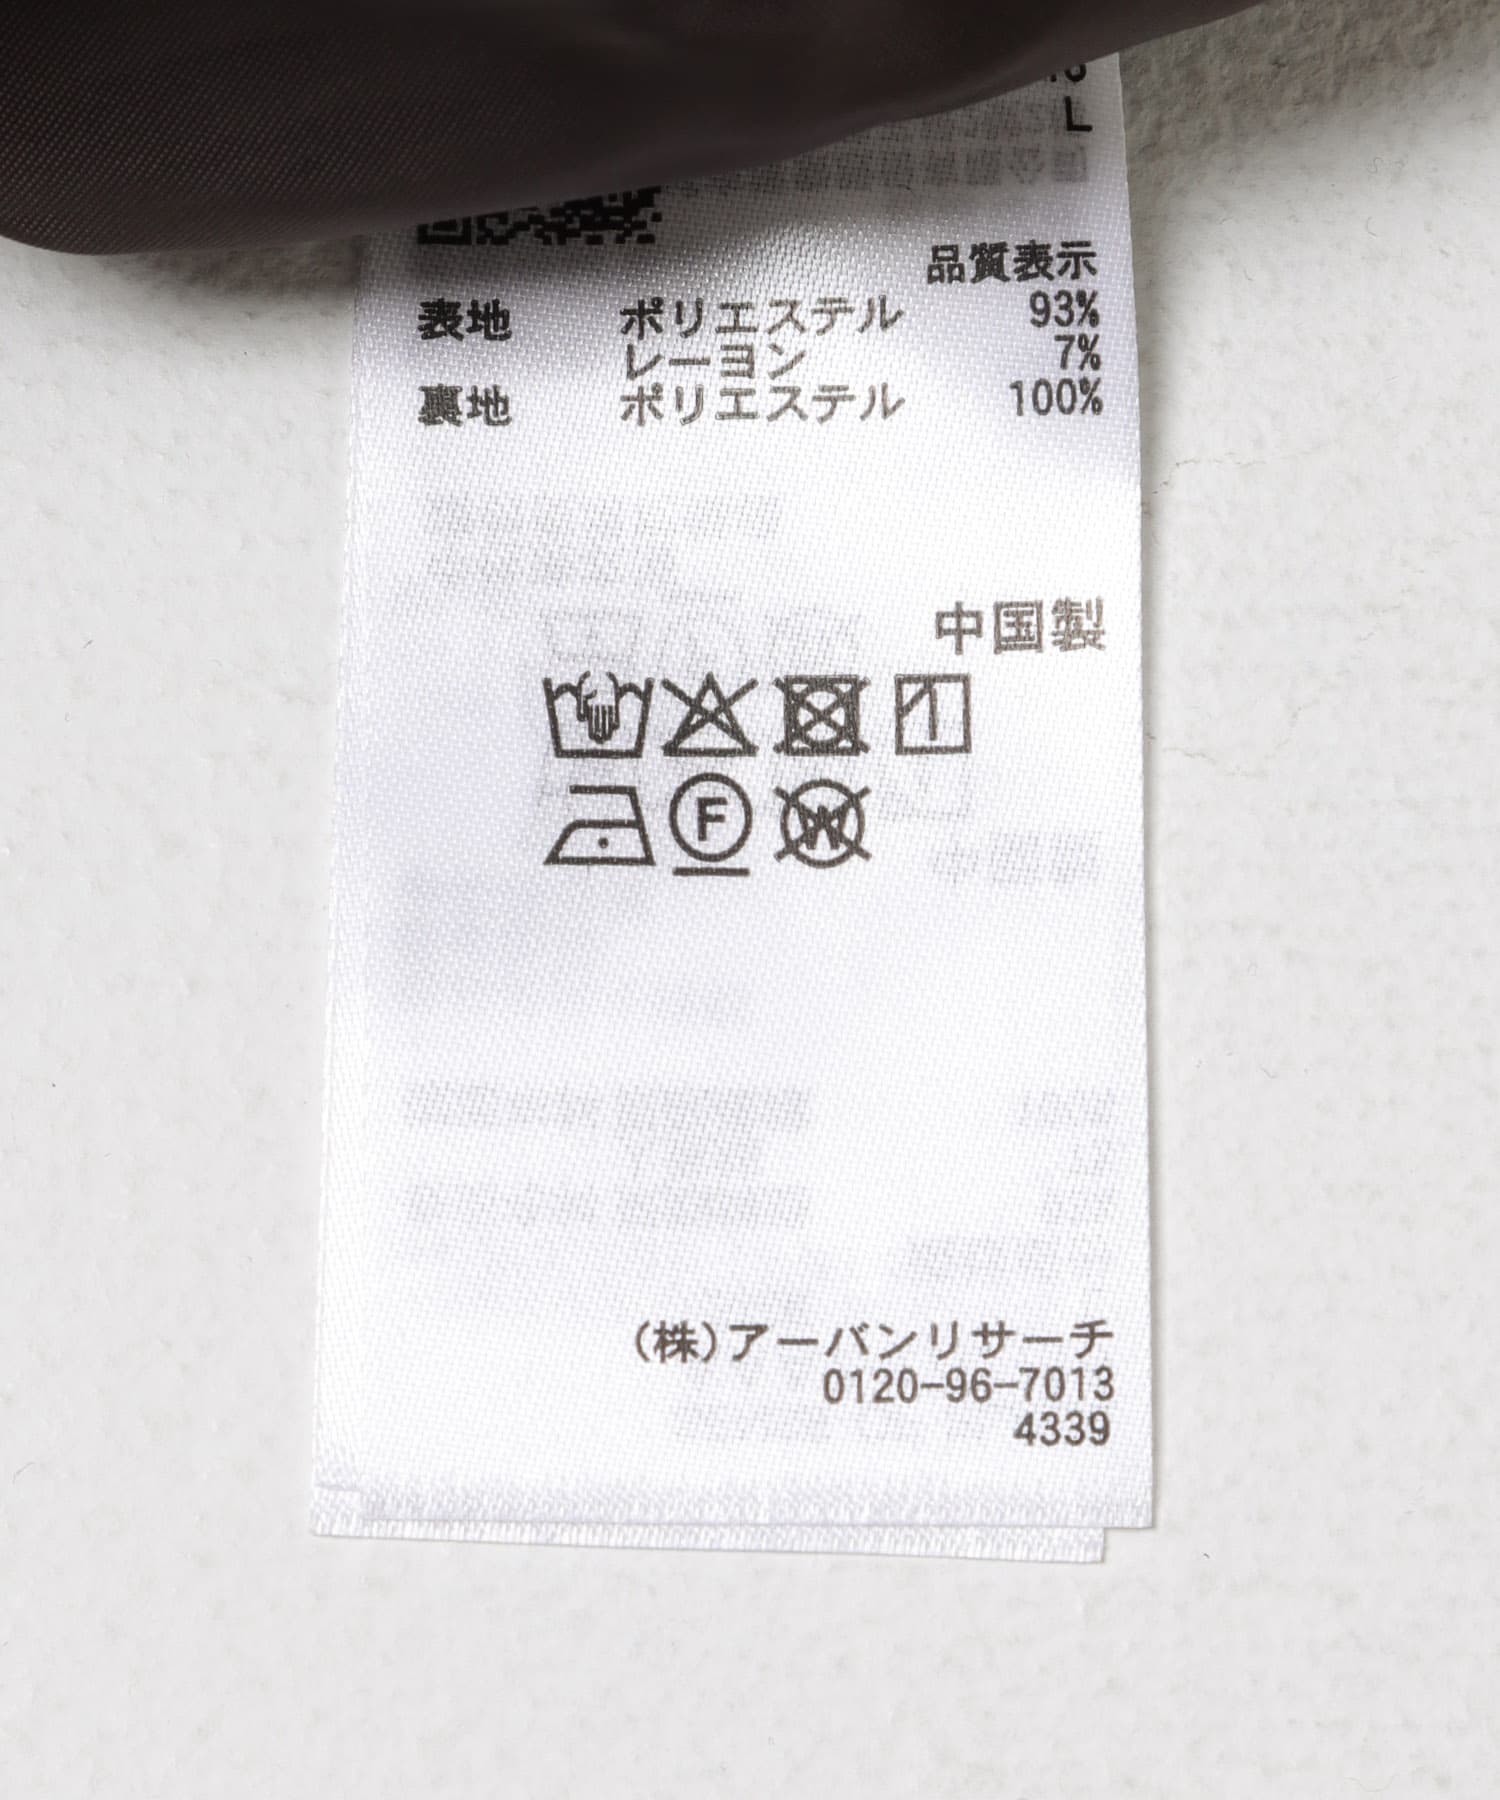 L
品質表示
表地 ポリエステル 93%
レーヨン 7%
裏地 ポリエステル 100%
中国製
F
W
(株)アーバンリサーチ
0120-96-7013
4339